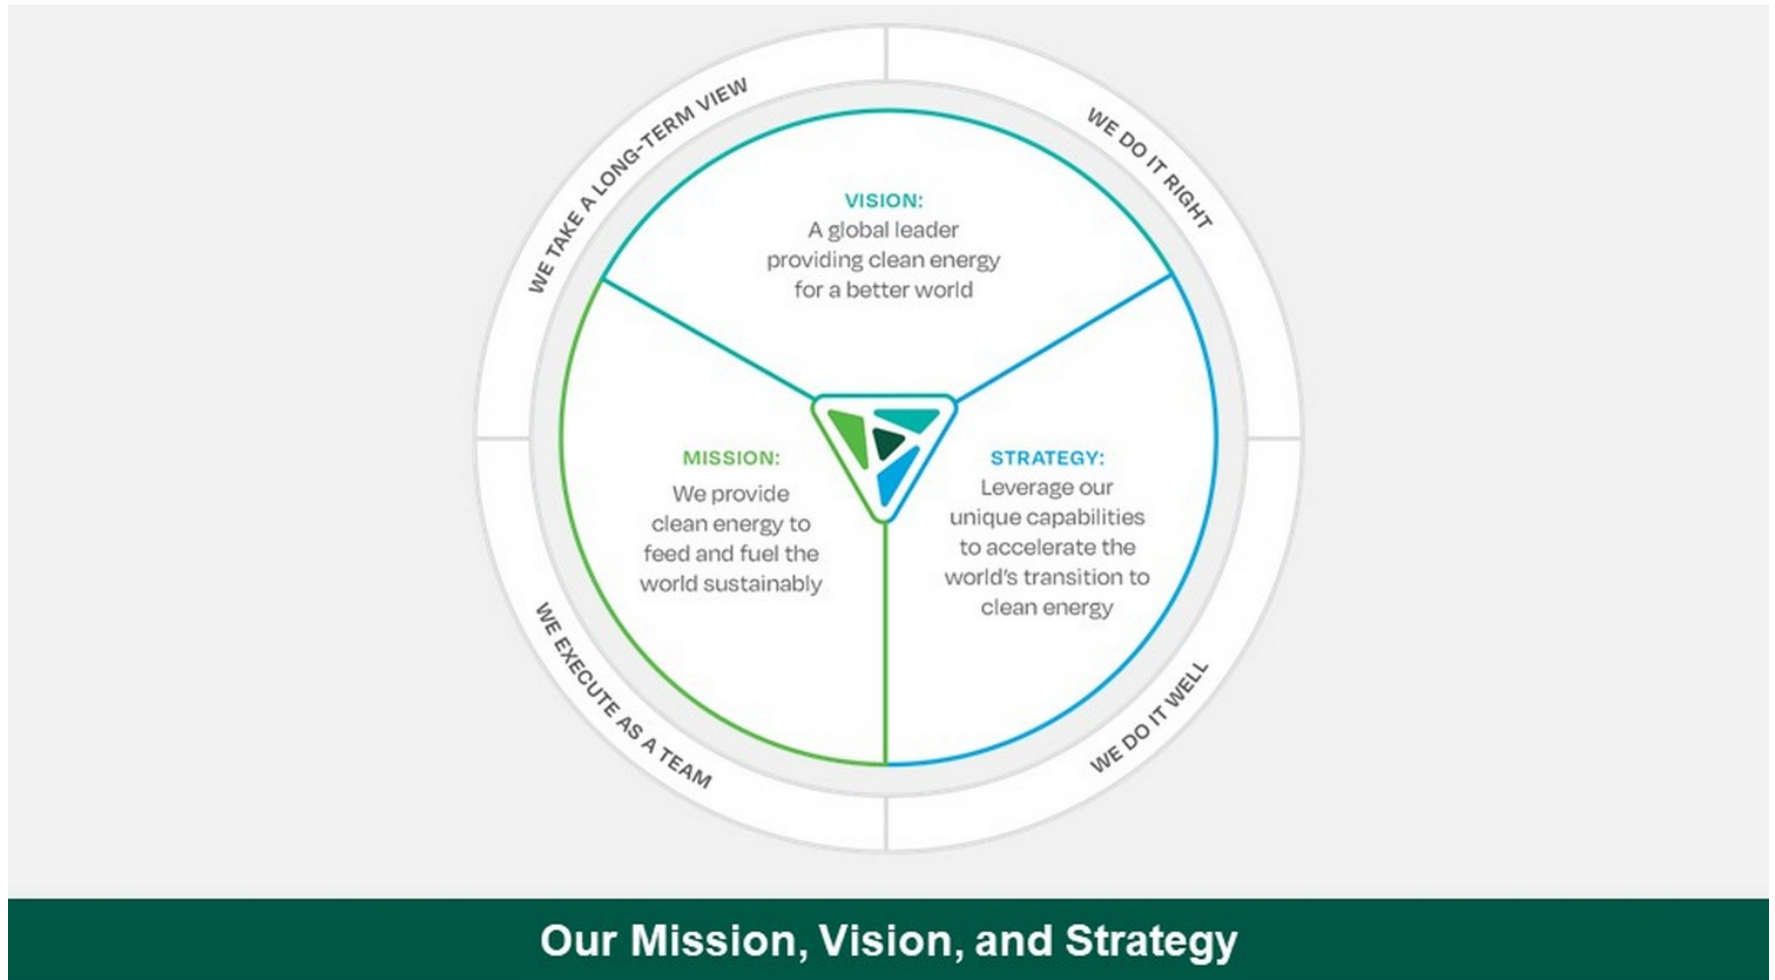 WE TAKE A LONG-TERM VIEW
WE DO IT RIGHT
VISION:
A global leader
providing clean energy
for a better world
MISSION:
We provide
clean energy to
feed and fuel the
world sustainably
STRATEGY:
Leverage our
unique capabilities
to accelerate the
world's transition to
clean energy
WE EXECUTE AS A TEAM
WE DO IT WELL
Our Mission, Vision, and Strategy